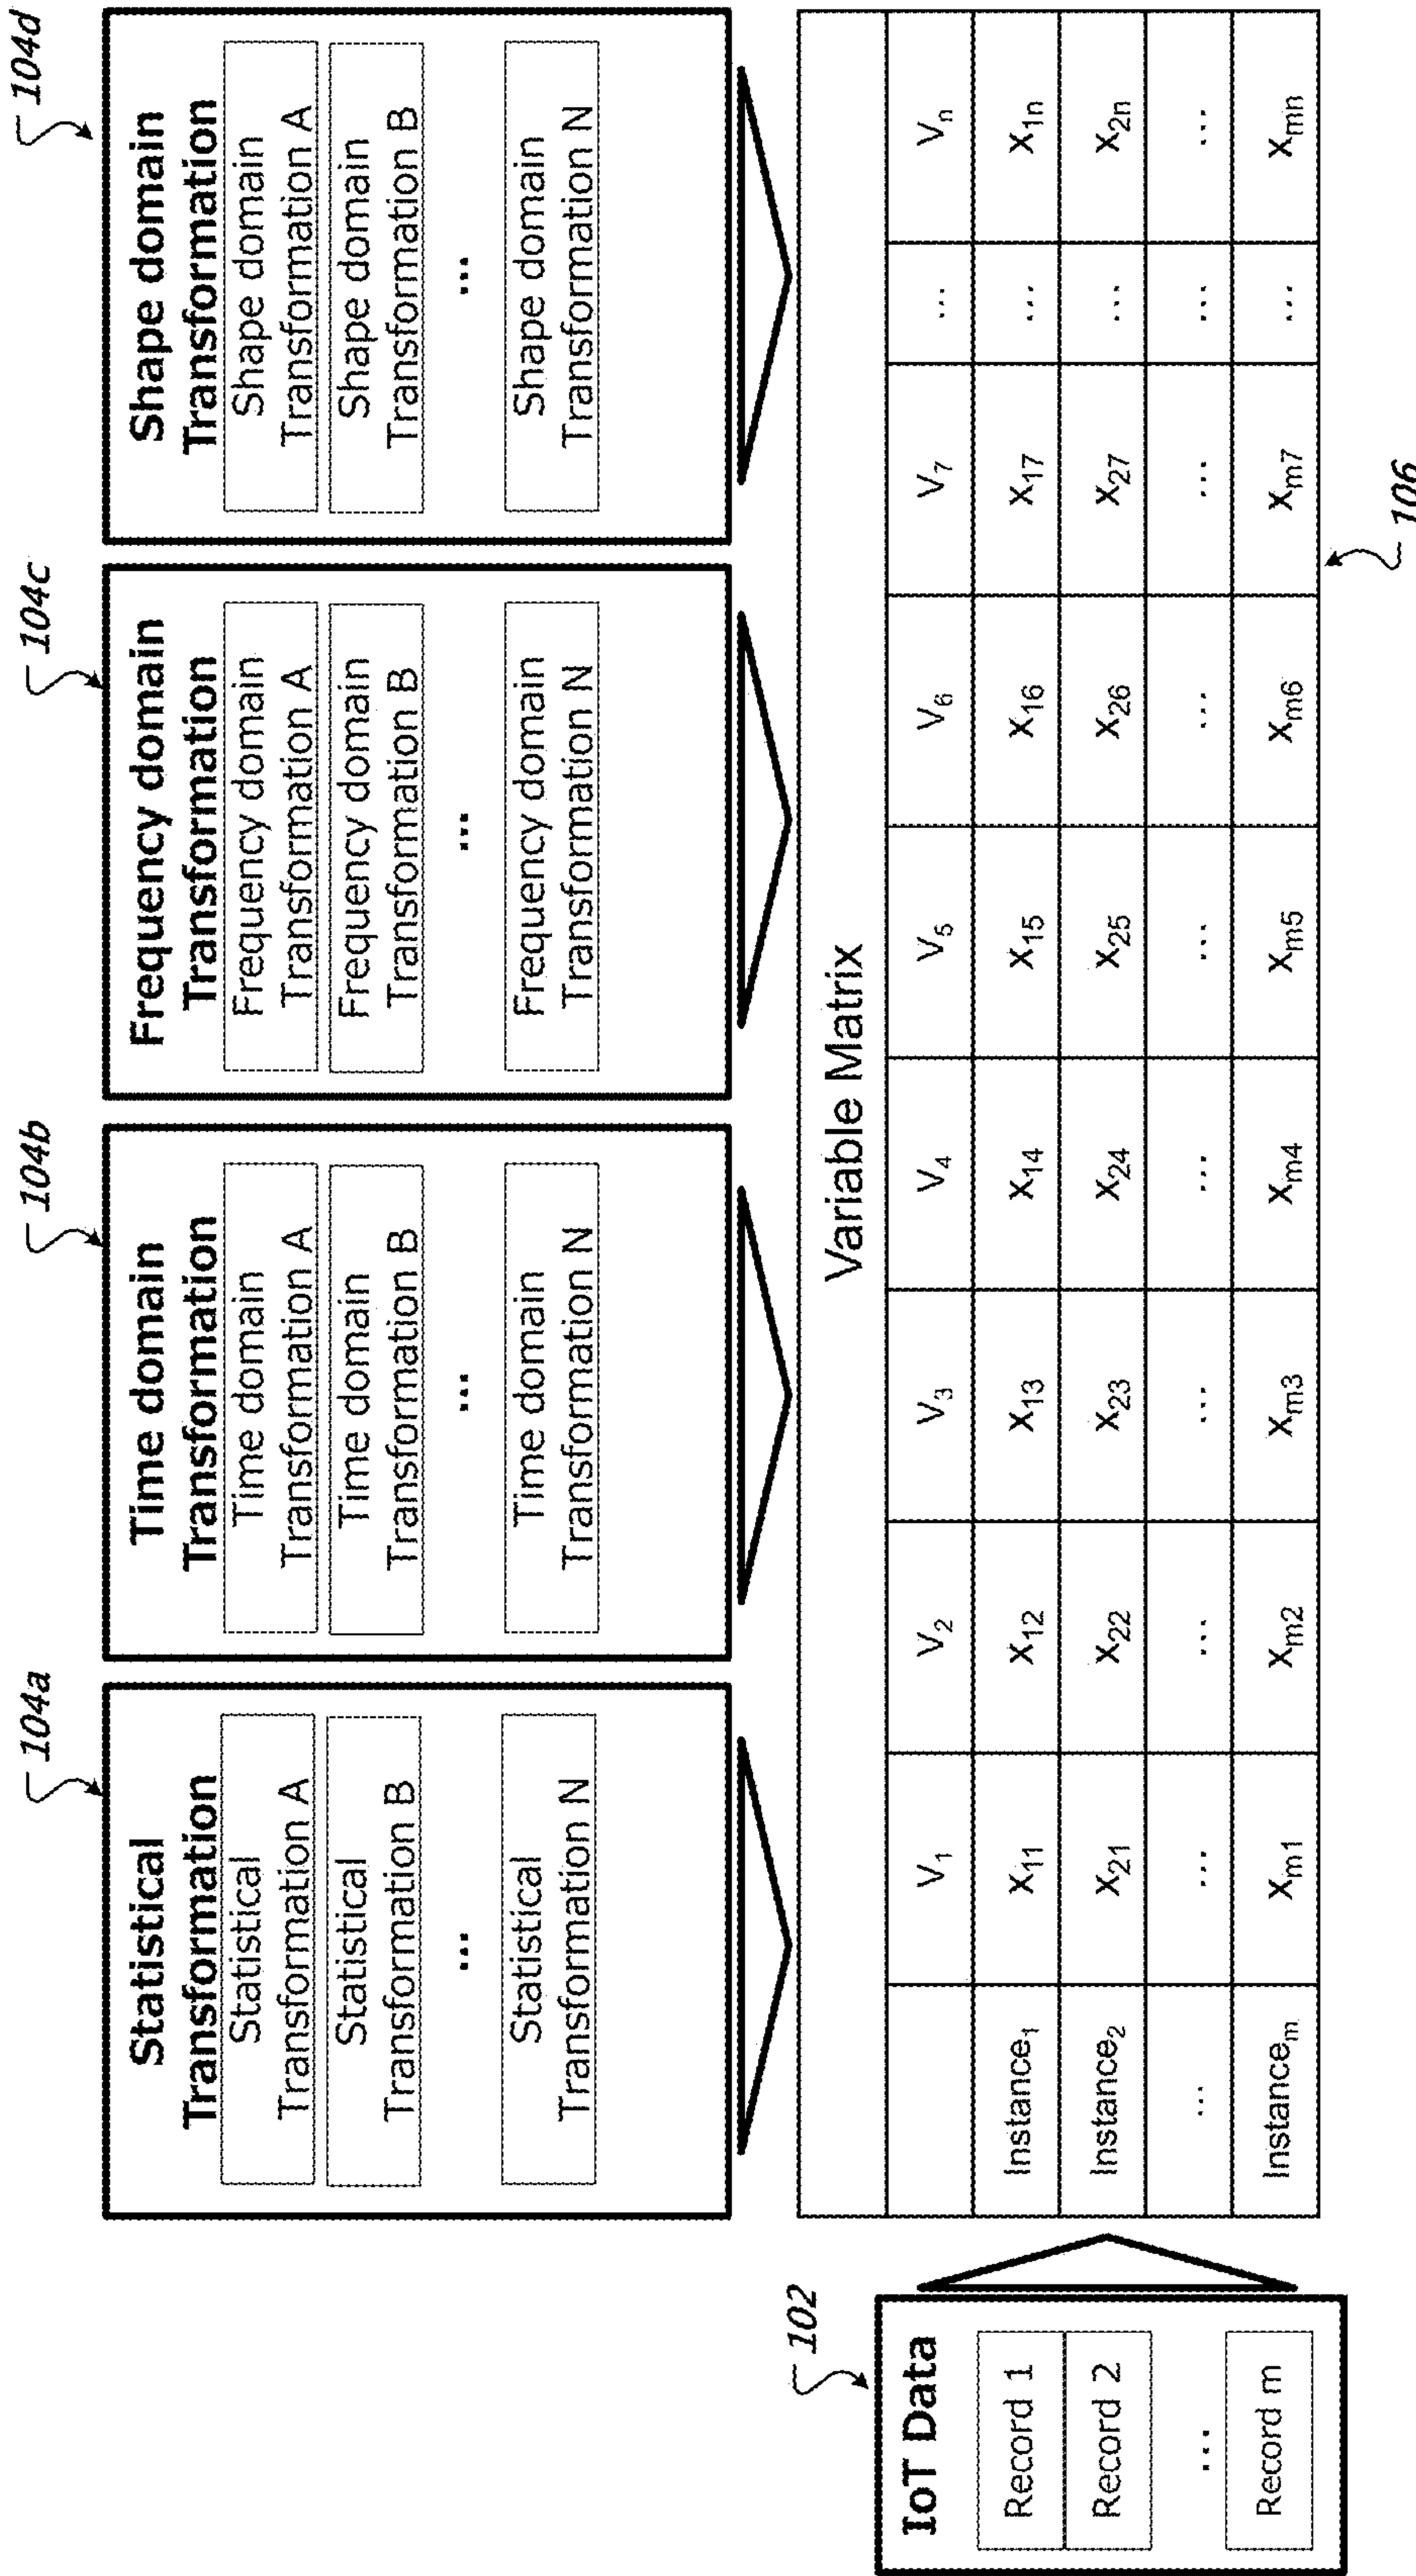 104a
Statistical
Transformation
Statistical
Transformation A
Statistical
Transformation B
...
Statistical
Transformation N
104b
Time domain
Transformation
Time domain
Transformation A
Time domain
Transformation B
...
Time domain
Transformation N
104c
Frequency domain
Transformation
Frequency domain
Transformation A
Frequency domain
Transformation B
...
Frequency domain
Transformation N
104d
Shape domain
Transformation
Shape domain
Transformation A
Shape domain
Transformation B
...
Shape domain
Transformation N
102
IoT Data
Record 1
Record 2
...
Record m
Variable Matrix
V₁ V₂ V₃ V₄ V₅ V₆ V₇ ... Vₙ
Instance₁ X₁₁ X₁₂ X₁₃ X₁₄ X₁₅ X₁₆ X₁₇ ... X₁ₙ
Instance₂ X₂₁ X₂₂ X₂₃ X₂₄ X₂₅ X₂₆ X₂₇ ... X₂ₙ
... ... ... ... ... ... ... ... ... ...
Instanceₘ Xₘ₁ Xₘ₂ Xₘ₃ Xₘ₄ Xₘ₅ Xₘ₆ Xₘ₇ ... Xₘₙ
106